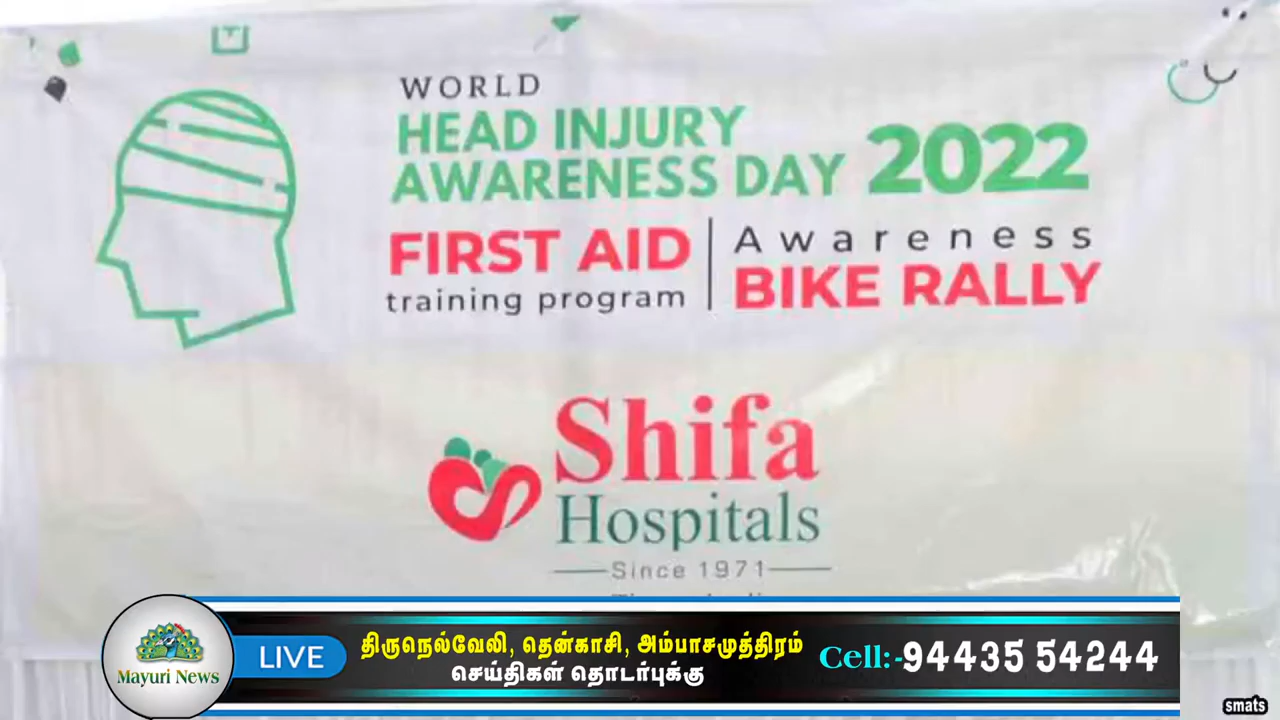 WORLD
HEAD INJURY
AWARENESS DAY 2022
FIRST AID
training program
Awareness
BIKE RALLY
Shifa
Hospitals
Since 1971
Mayuri News
LIVE
திருநெல்வேலி, தென்காசி, அம்பாசமுத்திரம்
செய்திகள் தொடர்புக்கு
Cell:-94435 54244
smats